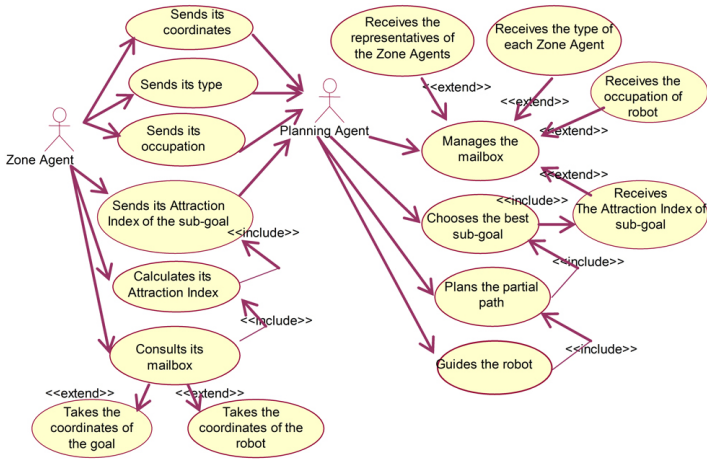 Sends its
coordinates
Sends its type
Sends its
occupation
Zone Agent
Planning Agent
Receives the
representatives of
the Zone Agents
Receives the type of
each Zone Agent
Receives the
occupation of
robot
<<extend>>
<<extend>>
<<extend>>
Manages the
mailbox
<<extend>>
Sends its Attraction
Index of the sub-goal
<<include>>
Chooses the best
sub-goal
<<include>>
Receives
The Attraction Index of
sub-goal
Calculates its
Attraction Index
<<include>>
Plans the partial
path
<<include>>
Consults its
mailbox
Guides the robot
<<include>>
<<extend>>
<<extend>>
Takes the
coordinates of
the goal
Takes the
coordinates of the
robot